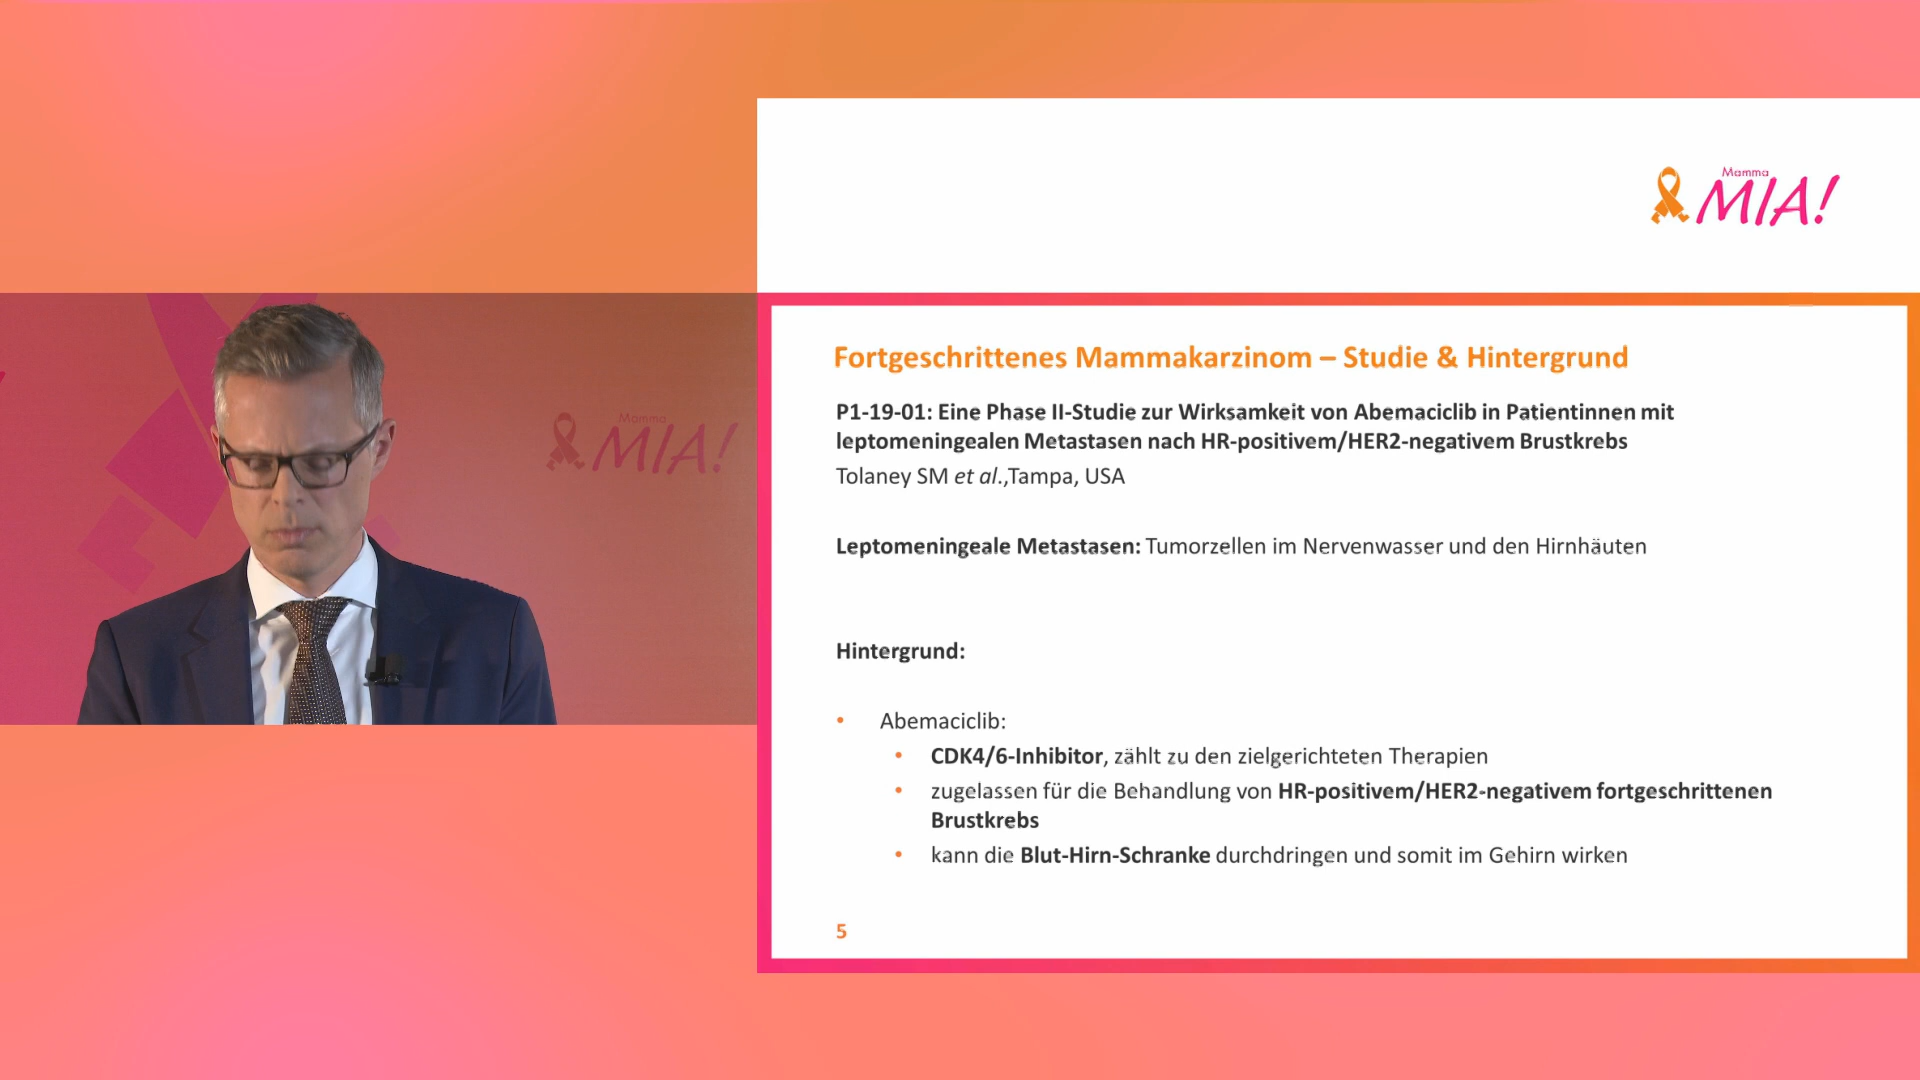 Mamma
MIA!
Mamma
MIA!
Fortgeschrittenes Mammakarzinom – Studie & Hintergrund
P1-19-01: Eine Phase II-Studie zur Wirksamkeit von Abemaciclib in Patientinnen mit
leptomeningealen Metastasen nach HR-positivem/HER2-negativem Brustkrebs
Tolaney SM et al.,Tampa, USA
Leptomeningeale Metastasen: Tumorzellen im Nervenwasser und den Hirnhäuten
Hintergrund:
• Abemaciclib:
• CDK4/6-Inhibitor, zählt zu den zielgerichteten Therapien
• zugelassen für die Behandlung von HR-positivem/HER2-negativem fortgeschrittenen
Brustkrebs
• kann die Blut-Hirn-Schranke durchdringen und somit im Gehirn wirken
5